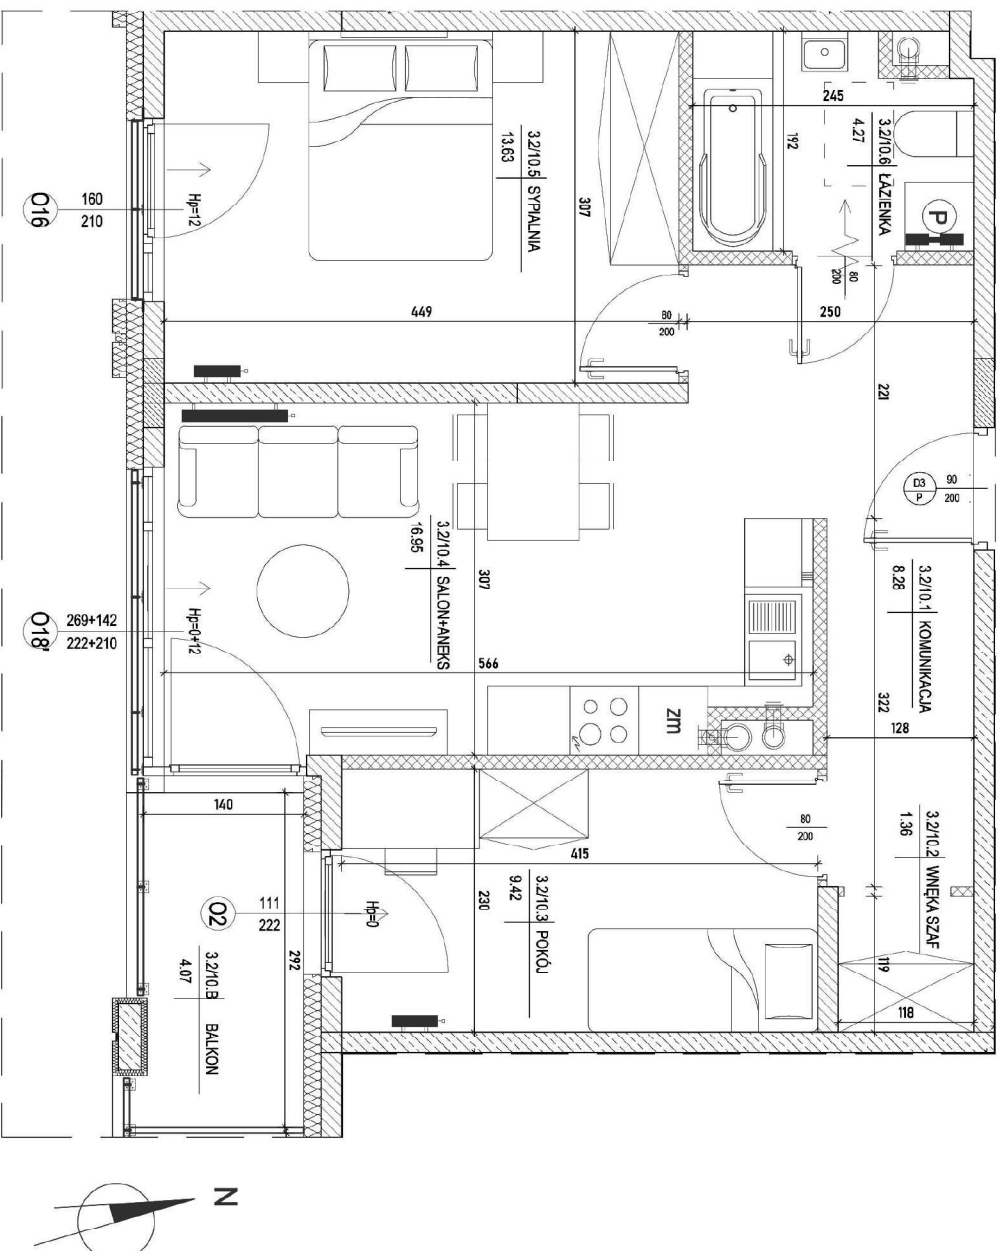 245
192
3.2/10.6 ŁAZIENKA
4.27
P
3.2/10.5 SYPIALNIA
13.63
307
O16
160
210
Hp=12
449
80
200
80
200
250
221
D3
P
90
200
3.2/10.4 SALON+ANEKS
16.95
307
O18'
269+142
222+210
Hp=0+12
566
zm
3.2/10.1 KOMUNIKACJA
8.28
322
128
140
415
80
200
3.2/10.2 WNĘKA SZAF
1.36
3.2/10.3 POKÓJ
9.42
230
O2
111
222
Hp=0
292
3.2/10.B BALKON
4.07
119
118
N